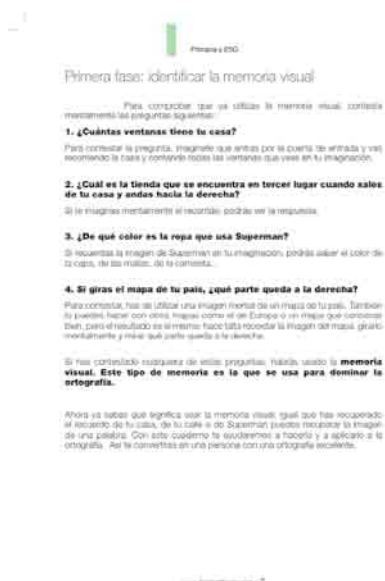 Primaria y ESO
Primera fase: identificar la memoria visual
Para comprobar que ya utilizas la memoria visual, contesta
mentalmente las preguntas siguientes:
1. ¿Cuántas ventanas tiene tu casa?
Para contestar la pregunta, imagínate que entras por la puerta de entrada y vas
recorriendo la casa y contando todas las ventanas que veas en tu imaginación.
2. ¿Cuál es la tienda que se encuentra en tercer lugar cuando sales
de tu casa y andas hacia la derecha?
Si te imaginas mentalmente el recorrido, podrás ver la respuesta.
3. ¿De qué color es la ropa que usa Superman?
Si recuerdas la imagen de Superman en tu imaginación, podrás saber el color de
la capa, de las mallas, de la camiseta...
4. Si giras el mapa de tu país, ¿qué parte queda a la derecha?
Para contestar, has de utilizar una imagen mental de un mapa de tu país. También
lo puedes hacer con otros mapas como el de Europa o un mapa que conozcas
bien, pero el resultado es el mismo: hace falta recordar la imagen del mapa, girarlo
mentalmente y mirar qué parte queda a la derecha.
Si has contestado cualquiera de estas preguntas, habrás usado la memoria
visual. Este tipo de memoria es la que se usa para dominar la
ortografía.
Ahora ya sabes qué significa usar la memoria visual; igual que has recuperado
el recuerdo de tu casa, de tu calle o de Superman, puedes recuperar la imagen
de una palabra. Con este cuaderno te ayudaremos a hacerlo y a aplicarlo a la
ortografía. Así te convertirás en una persona con una ortografía excelente.